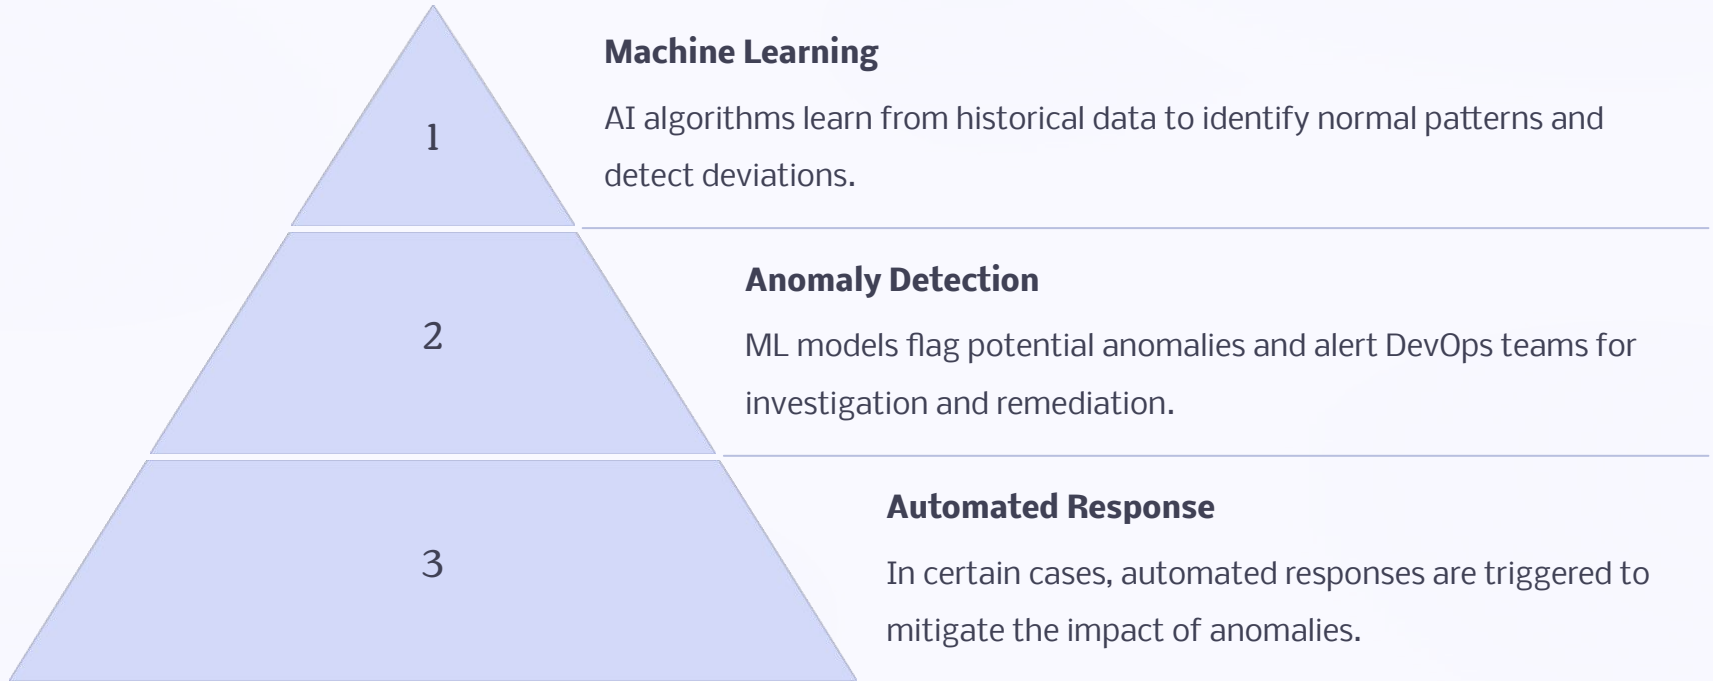 1
Machine Learning
AI algorithms learn from historical data to identify normal patterns and
detect deviations.
2
Anomaly Detection
ML models flag potential anomalies and alert DevOps teams for
investigation and remediation.
3
Automated Response
In certain cases, automated responses are triggered to
mitigate the impact of anomalies.